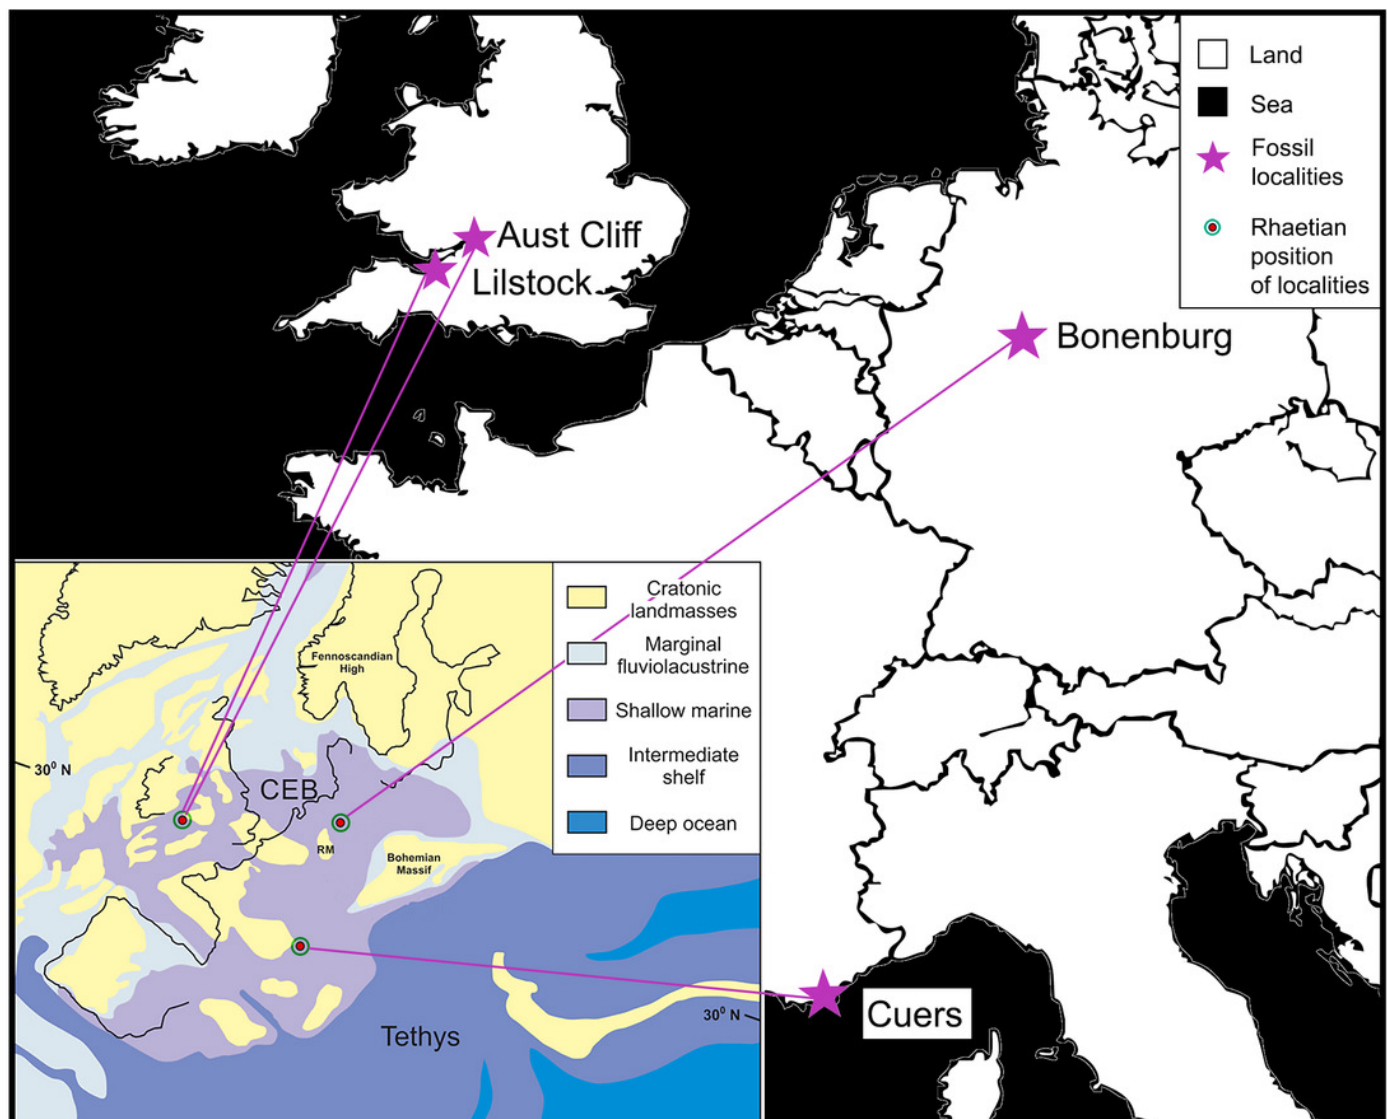 Land
Sea
Fossil
localities
Rhaetian
position
of localities
Aust Cliff
Lilstock
Bonenburg
Cuers
Cratonic
landmasses
Marginal
fluviolacustrine
Shallow marine
Intermediate
shelf
Deep ocean
Fennoscandian
High
30⁰ N
CEB
RM
Bohemian
Massif
Tethys
30⁰ N